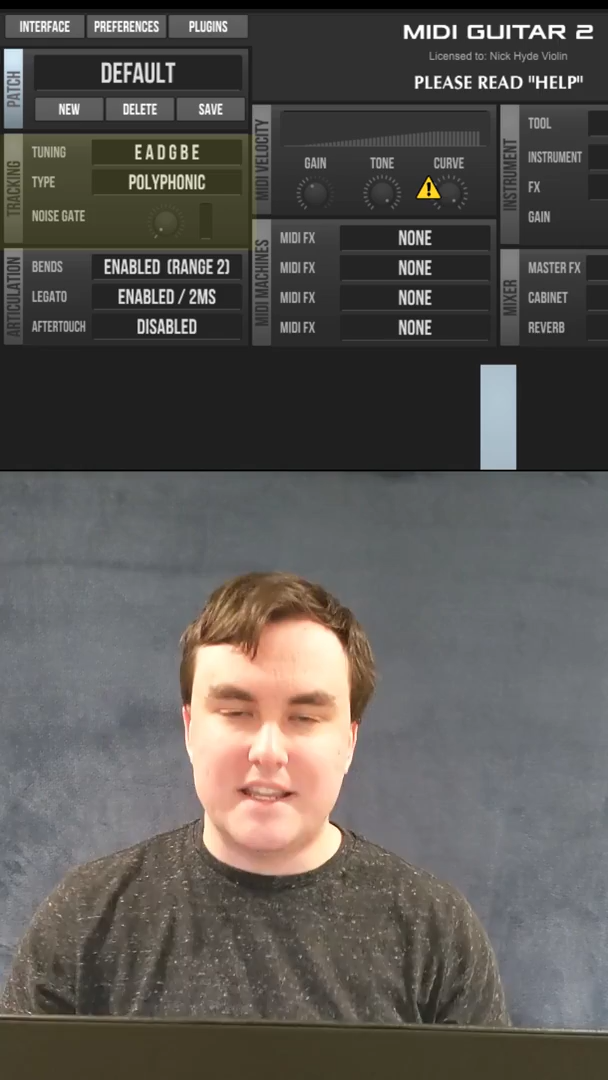 INTERFACE PREFERENCES PLUGINS
MIDI GUITAR 2
Licensed to: Nick Hyde Violin
PLEASE READ "HELP"
PATCH
DEFAULT
NEW DELETE SAVE
TRACKING
TUNING E A D G B E
TYPE POLYPHONIC
NOISE GATE
ARTICULATION
BENDS ENABLED (RANGE 2)
LEGATO ENABLED / 2MS
AFTERTOUCH DISABLED
MIDI VELOCITY
GAIN TONE CURVE
MIDI MACHINES
MIDI FX NONE
MIDI FX NONE
MIDI FX NONE
MIDI FX NONE
INSTRUMENT
TOOL
INSTRUMENT
FX
GAIN
MIXER
MASTER FX
CABINET
REVERB